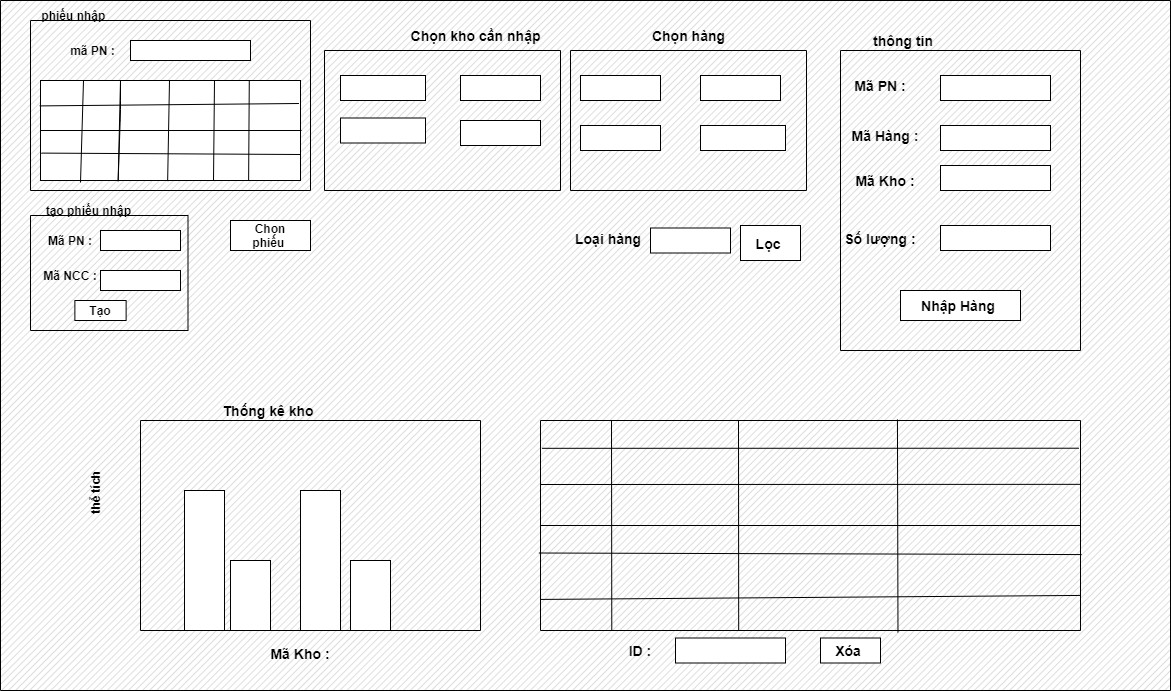 phiếu nhập
mã PN :
Chọn kho cần nhập
Chọn hàng
thông tin
Mã PN :
Mã Hàng :
Mã Kho :
Số lượng :
Nhập Hàng
tạo phiếu nhập
Mã PN :
Mã NCC :
Tạo
Chọn
phiếu
Loại hàng
Lọc
Thống kê kho
thể tích
Mã Kho :
ID :
Xóa